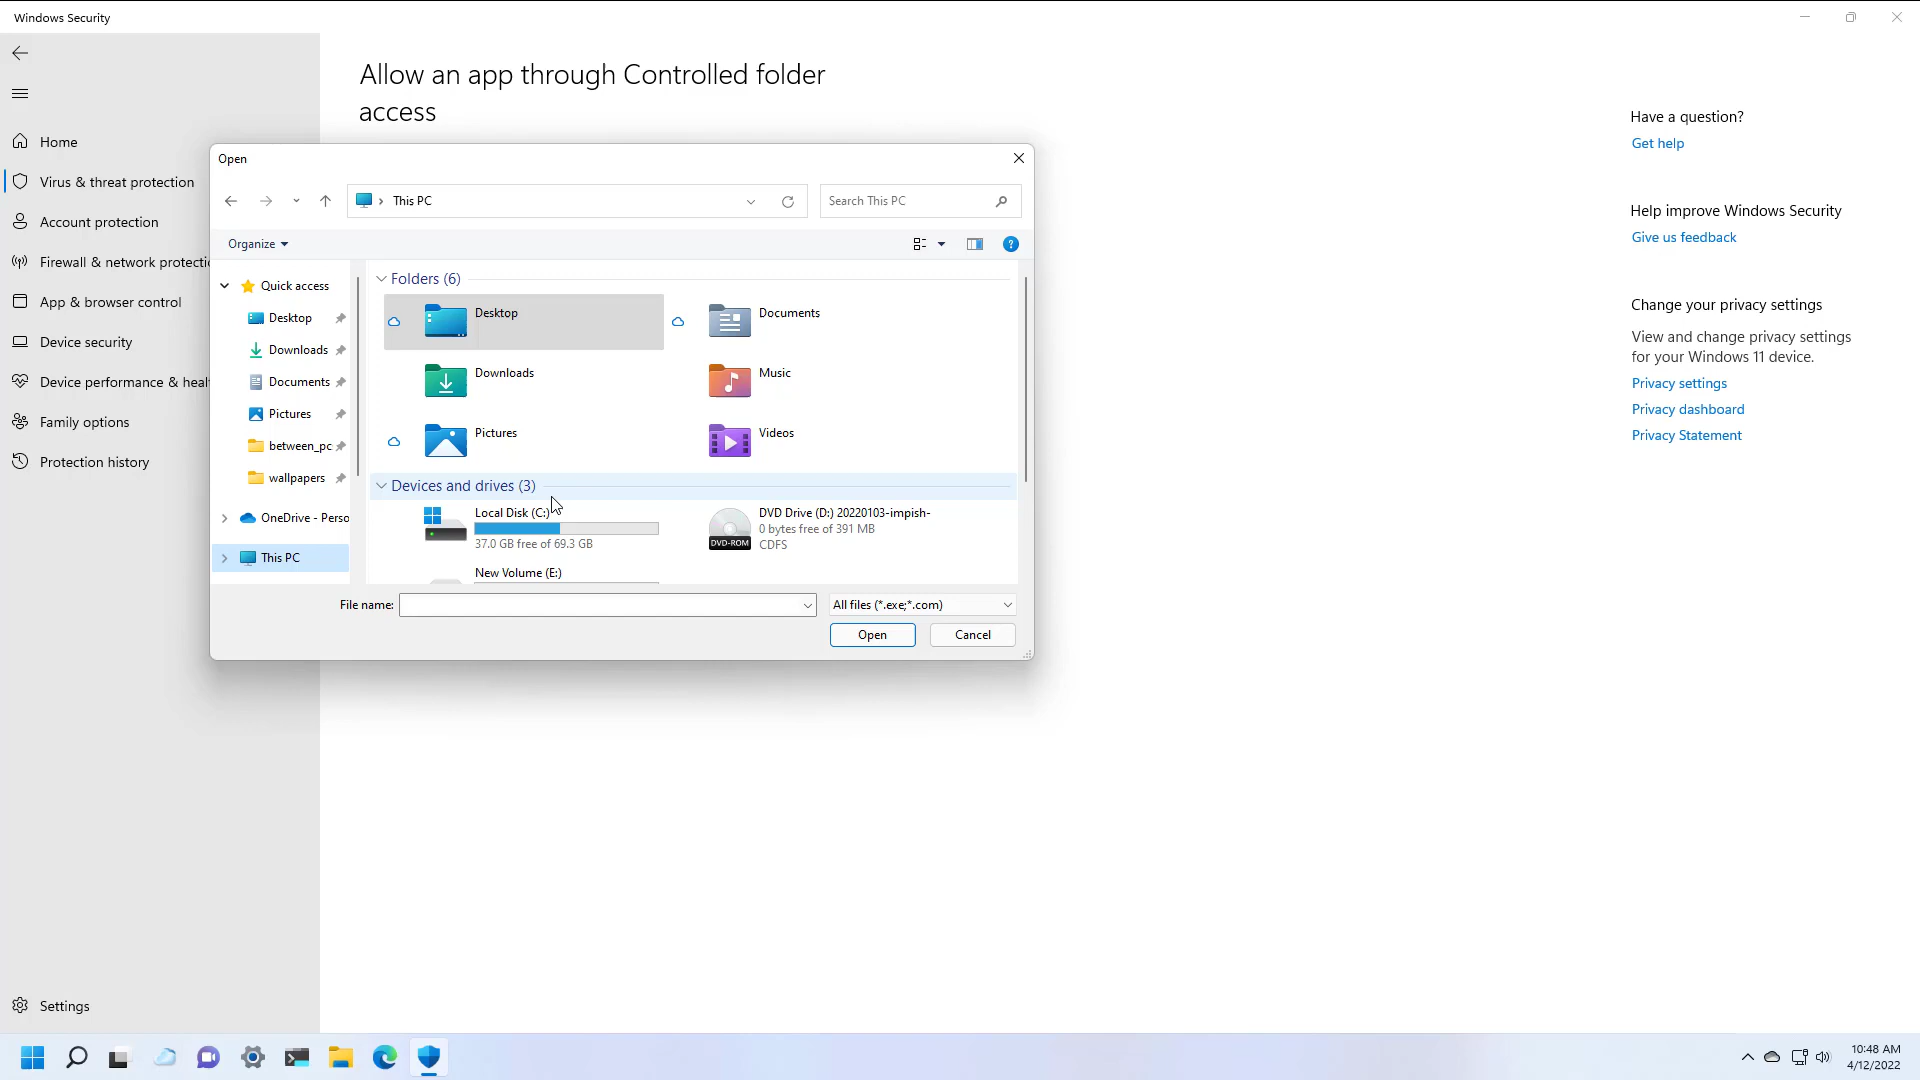 Windows Security
Allow an app through Controlled folder
access
Home
Virus & threat protection
Account protection
Firewall & network protectio
App & browser control
Device security
Device performance & heal
Family options
Protection history
Settings
Open
This PC
Search This PC
Organize
Quick access
Desktop
Downloads
Documents
Pictures
between_pc
wallpapers
OneDrive - Perso
This PC
Folders (6)
Desktop
Documents
Downloads
Music
Pictures
Videos
Devices and drives (3)
Local Disk (C:)
37.0 GB free of 69.3 GB
DVD Drive (D:) 20220103-impish-
0 bytes free of 391 MB
CDFS
DVD-ROM
New Volume (E:)
File name:
All files (*.exe;*.com)
Open
Cancel
Have a question?
Get help
Help improve Windows Security
Give us feedback
Change your privacy settings
View and change privacy settings
for your Windows 11 device.
Privacy settings
Privacy dashboard
Privacy Statement
10:48 AM
4/12/2022